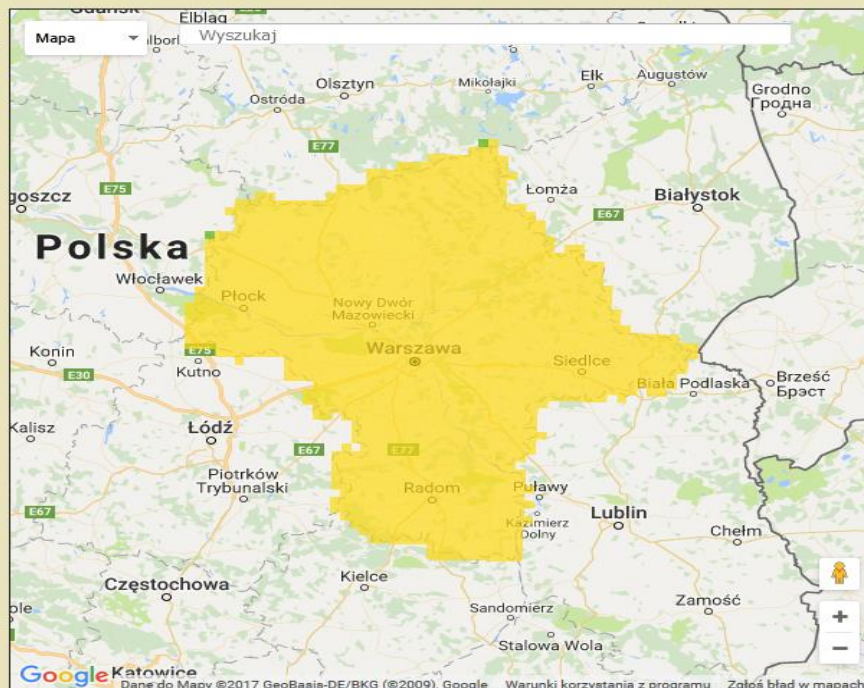 Gdańsk
Elbląg
Mapa
Wyszukaj
Olsztyn
Mikołajki
Ełk
Augustów
Ostróda
Grodno
Гродна
E77
E75
Łomża
Białystok
E67
Polska
Włocławek
Płock
Nowy Dwór
Mazowiecki
Warszawa
E75
Siedlce
Konin
Kutno
E30
Biała Podlaska
Brześć
Брэст
Kalisz
Łódź
E67
E77
Piotrków
Trybunalski
Radom
Puławy
E67
Kazimierz
Dolny
Lublin
Chełm
Częstochowa
Kielce
Zamość
Sandomierz
Stalowa Wola
+
−
Google
Katowice
Dane do Mapy ©2017 GeoBasis-DE/BKG (©2009), Google Warunki korzystania z programu Zgłoś błąd w mapach